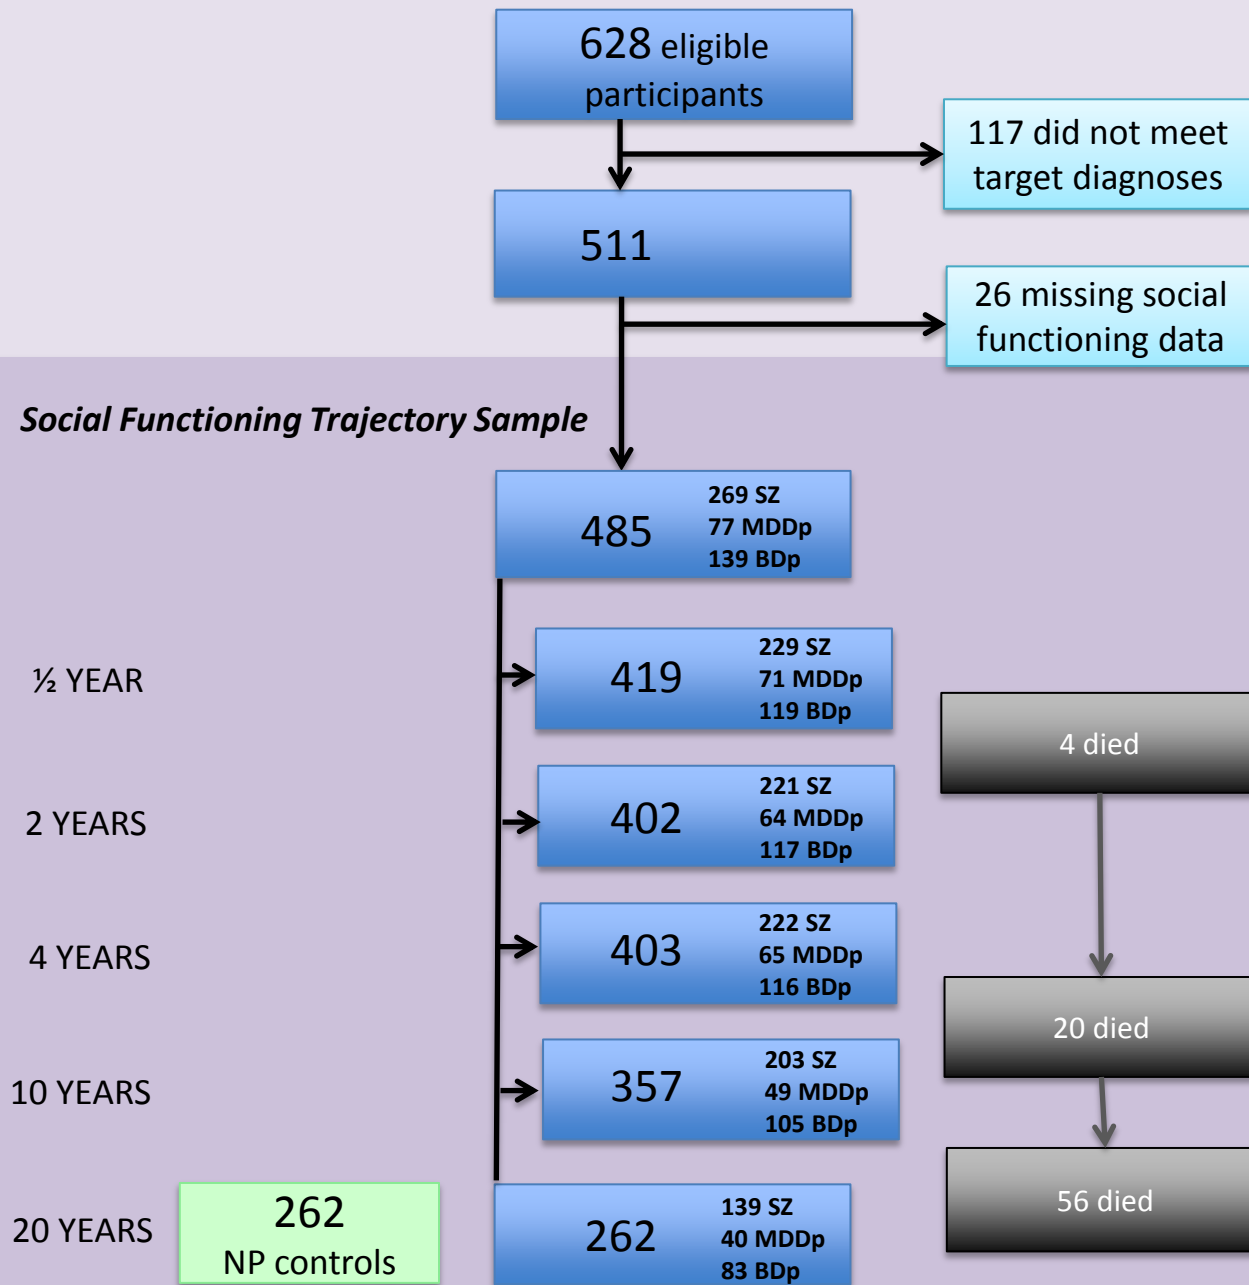 628 eligible
participants
117 did not meet
target diagnoses
511
26 missing social
functioning data
Social Functioning Trajectory Sample
485
269 SZ
77 MDDp
139 BDp
½ YEAR
419
229 SZ
71 MDDp
119 BDp
4 died
2 YEARS
402
221 SZ
64 MDDp
117 BDp
4 YEARS
403
222 SZ
65 MDDp
116 BDp
20 died
10 YEARS
357
203 SZ
49 MDDp
105 BDp
56 died
20 YEARS
262
NP controls
262
139 SZ
40 MDDp
83 BDp